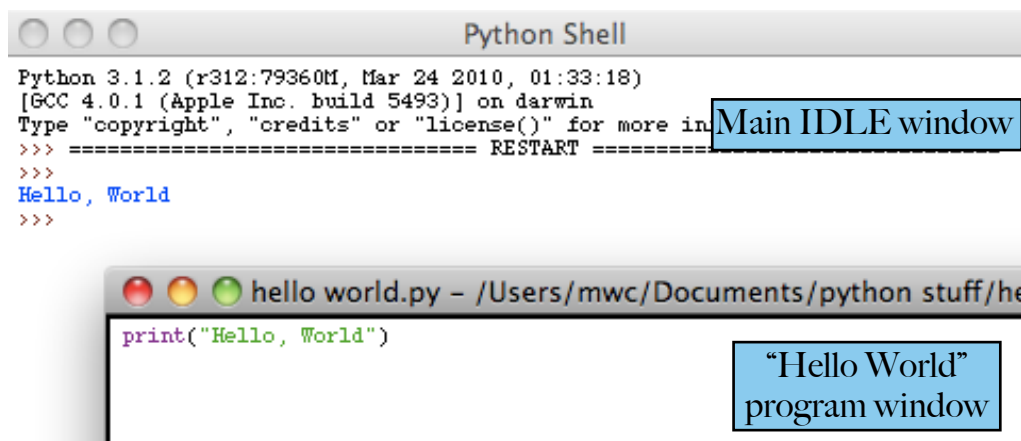 Python Shell
Python 3.1.2 (r312:79360M, Mar 24 2010, 01:33:18)
[GCC 4.0.1 (Apple Inc. build 5493)] on darwin
Type "copyright", "credits" or "license()" for more in
Main IDLE window
>>> ================================ RESTART ================================
>>>
Hello, World
>>>
hello world.py – /Users/mwc/Documents/python stuff/he
print("Hello, World")
“Hello World”
program window